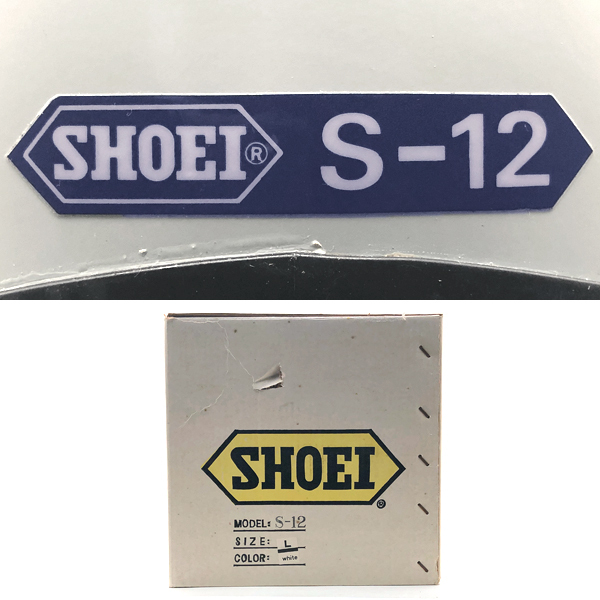 SHOEI® S-12
SHOEI®
MODEL: S-12
SIZE: L
COLOR: white